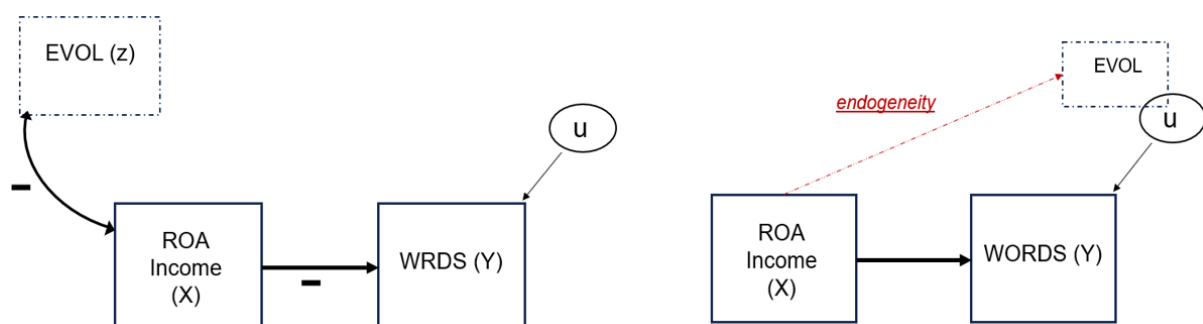 EVOL (z)
u
-
ROA
Income
(X)
-
WRDS (Y)
EVOL
endogeneity
u
ROA
Income
(X)
WORDS (Y)